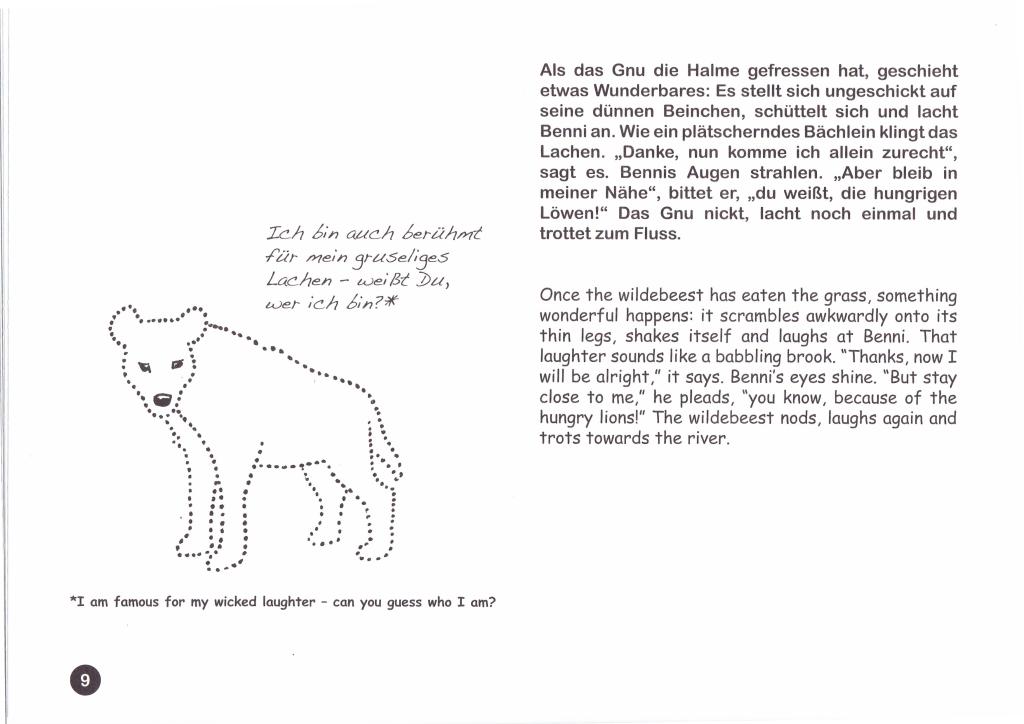 Ich bin auch berühmt
für mein gruseliges
Lachen - weißt Du,
wer ich bin?*
*I am famous for my wicked laughter - can you guess who I am?
9
Als das Gnu die Halme gefressen hat, geschieht
etwas Wunderbares: Es stellt sich ungeschickt auf
seine dünnen Beinchen, schüttelt sich und lacht
Benni an. Wie ein plätscherndes Bächlein klingt das
Lachen. „Danke, nun komme ich allein zurecht“,
sagt es. Bennis Augen strahlen. „Aber bleib in
meiner Nähe“, bittet er, „du weißt, die hungrigen
Löwen!“ Das Gnu nickt, lacht noch einmal und
trottet zum Fluss.
Once the wildebeest has eaten the grass, something
wonderful happens: it scrambles awkwardly onto its
thin legs, shakes itself and laughs at Benni. That
laughter sounds like a babbling brook. “Thanks, now I
will be alright,” it says. Benni’s eyes shine. “But stay
close to me,” he pleads, “you know, because of the
hungry lions!” The wildebeest nods, laughs again and
trots towards the river.